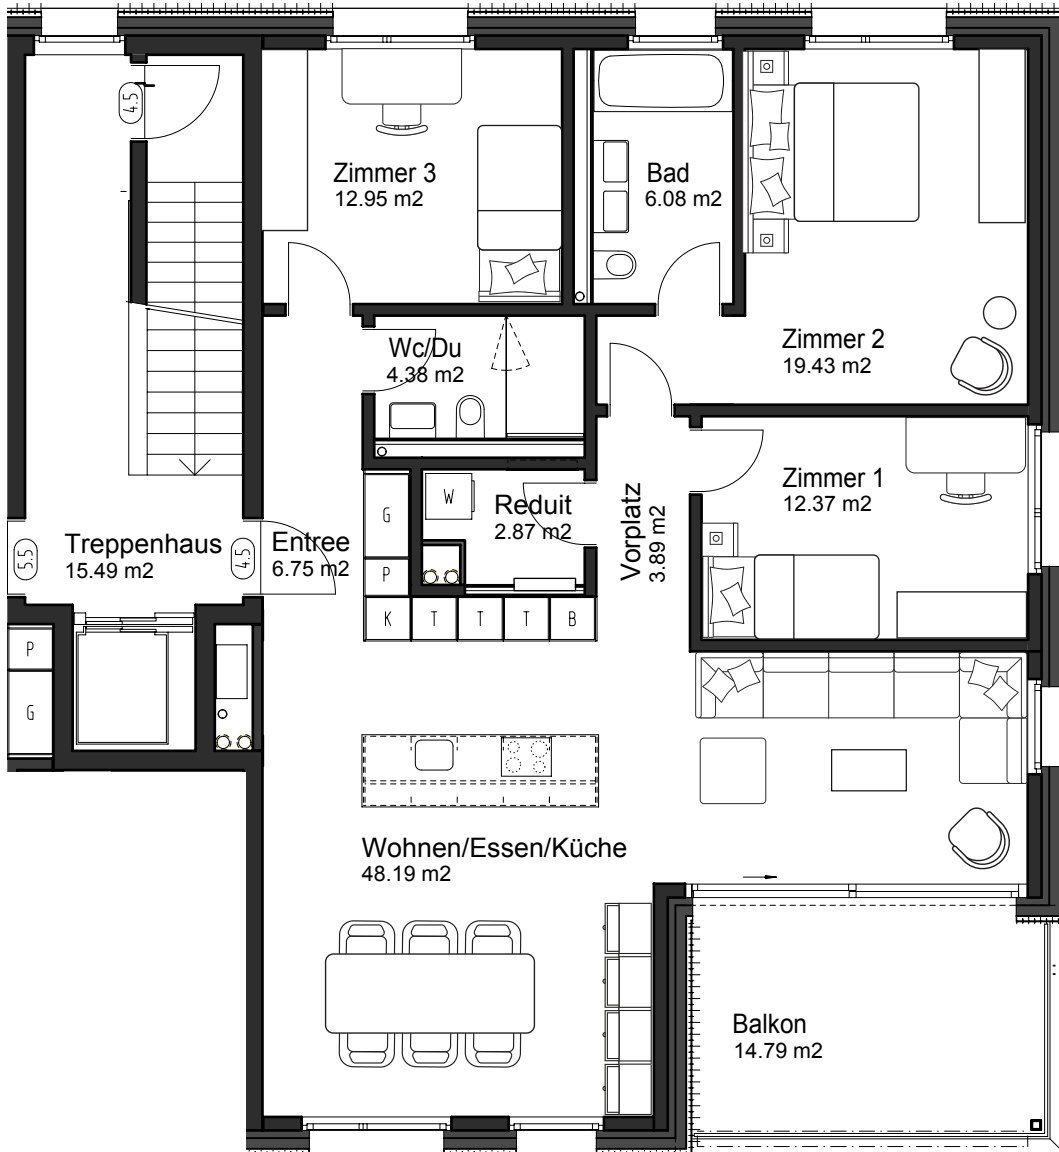 4.5
Zimmer 3
12.95 m2
Bad
6.08 m2
Wc/Du
4.38 m2
Zimmer 2
19.43 m2
Zimmer 1
12.37 m2
W
G
Reduit
2.87 m2
Vorplatz
3.89 m2
5.5
Treppenhaus
15.49 m2
4.5
Entree
6.75 m2
P
K
T
T
T
B
P
G
Wohnen/Essen/Küche
48.19 m2
Balkon
14.79 m2